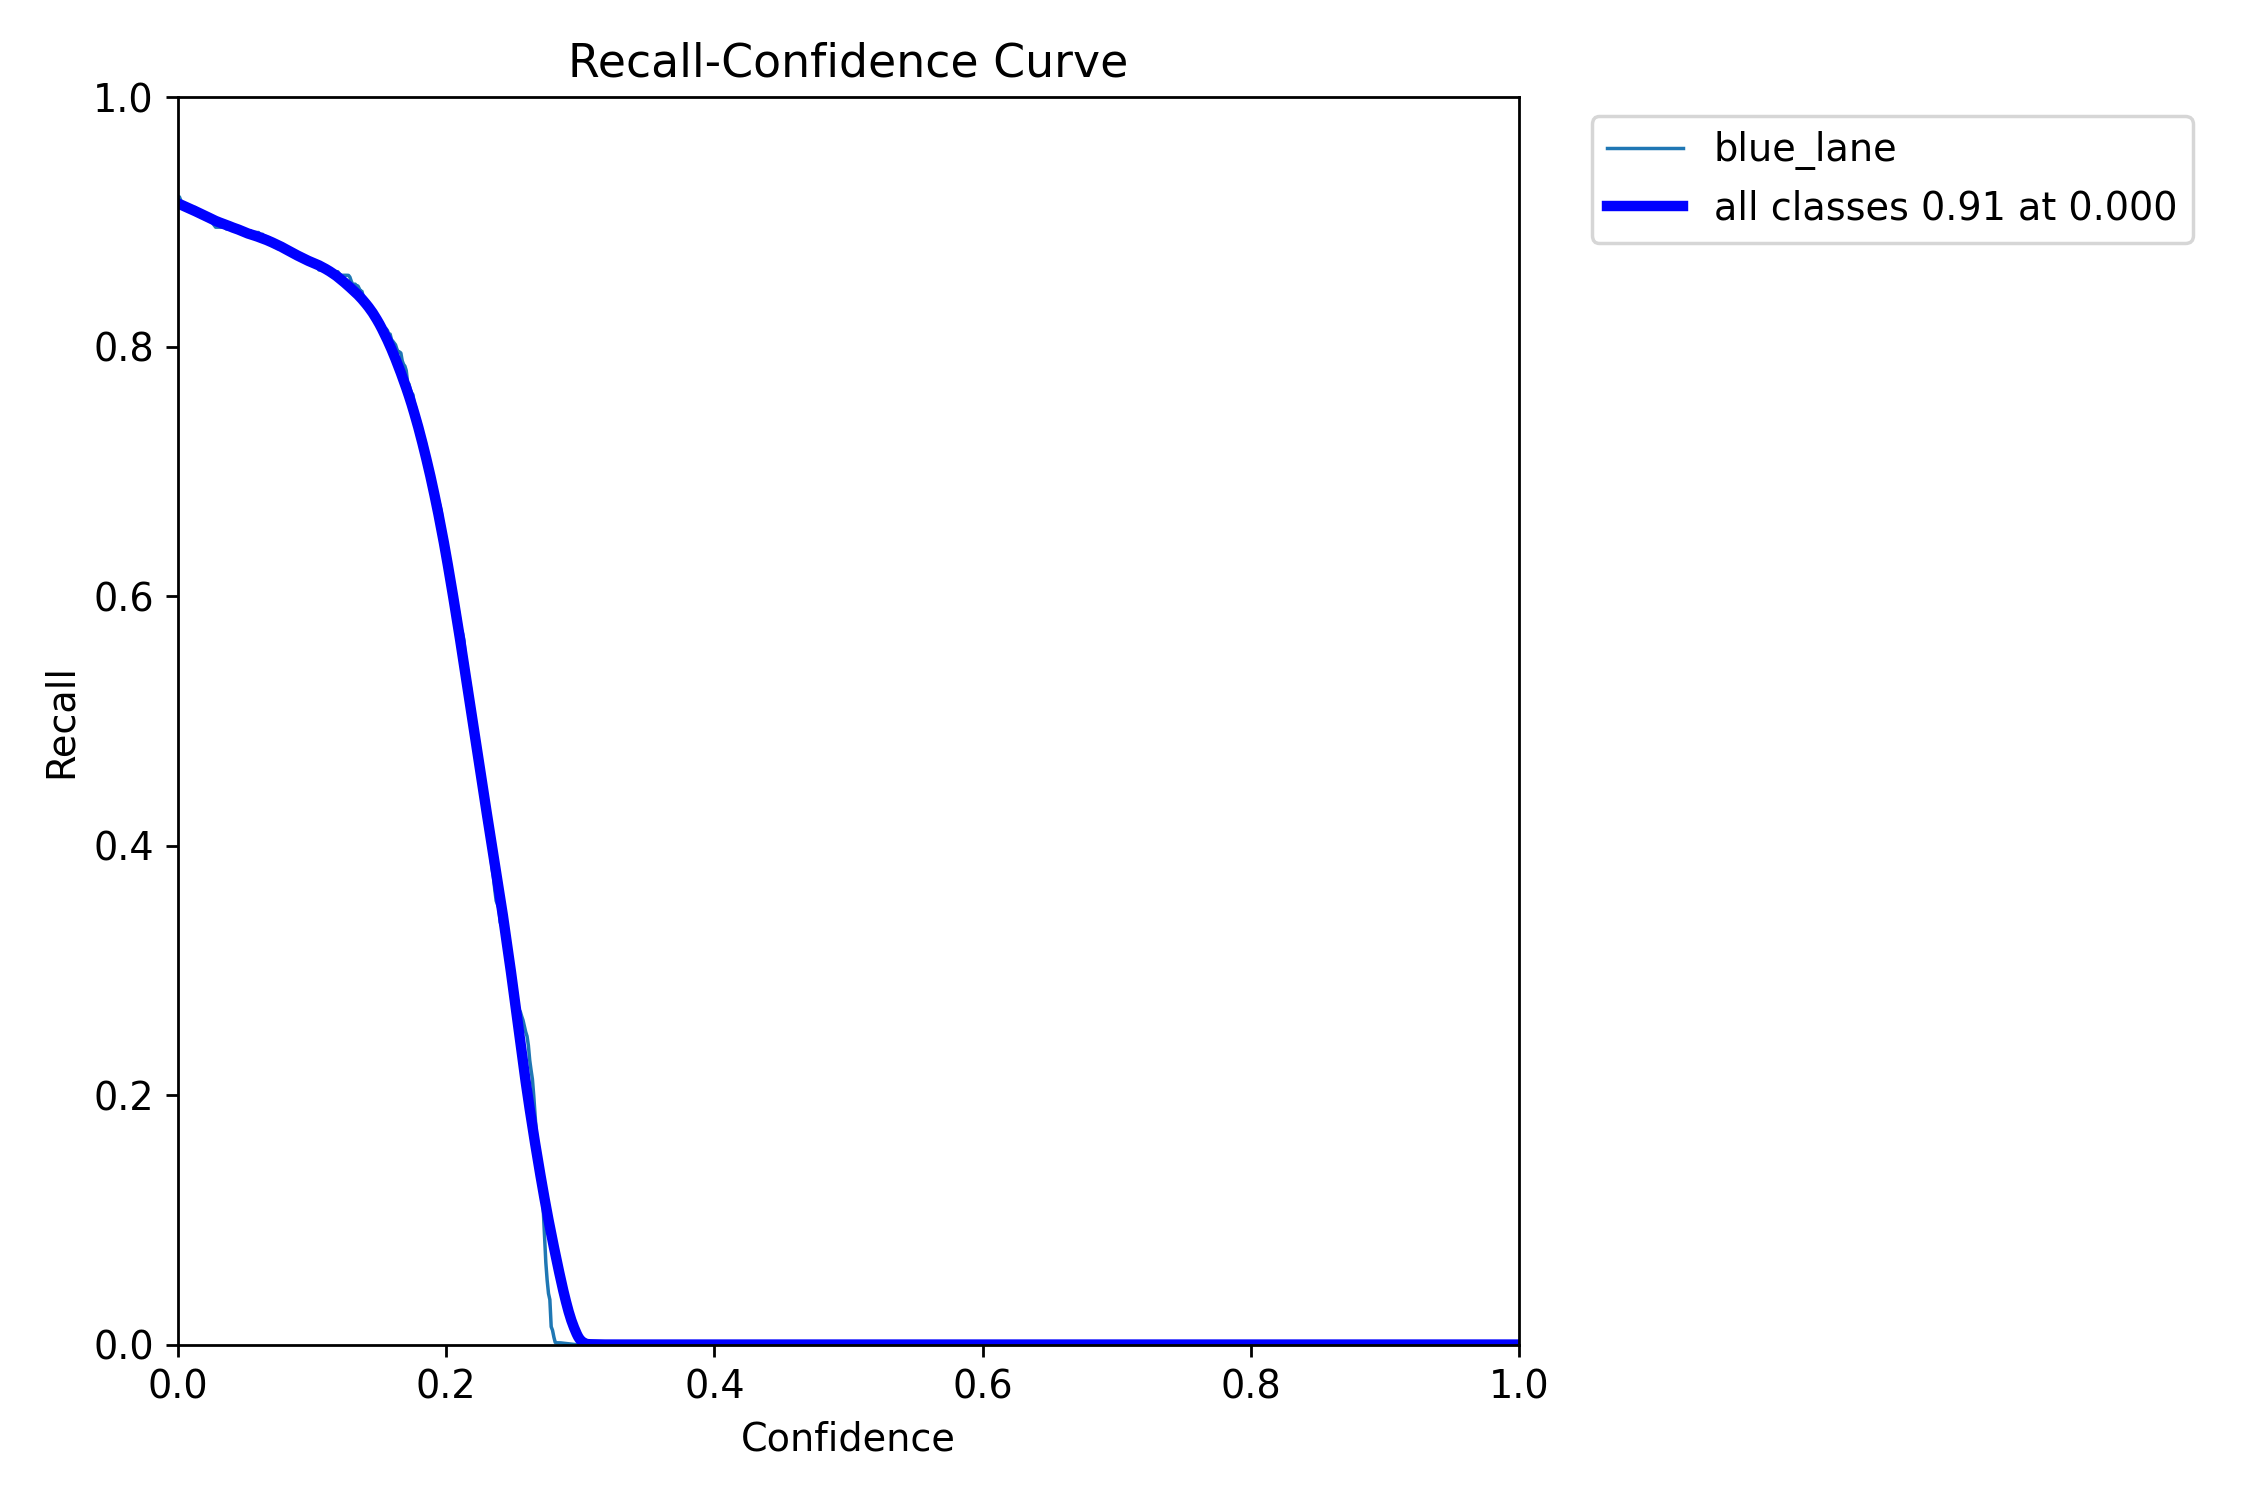 Recall-Confidence Curve
blue_lane
all classes 0.91 at 0.000
1.0
0.8
0.6
0.4
0.2
0.0
Recall
0.0 0.2 0.4 0.6 0.8 1.0
Confidence